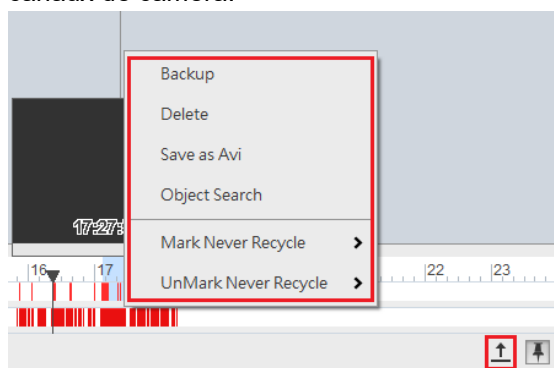 Backup
Delete
Save as Avi
Object Search
17:27:
Mark Never Recycle
16 17 22 23
UnMark Never Recycle